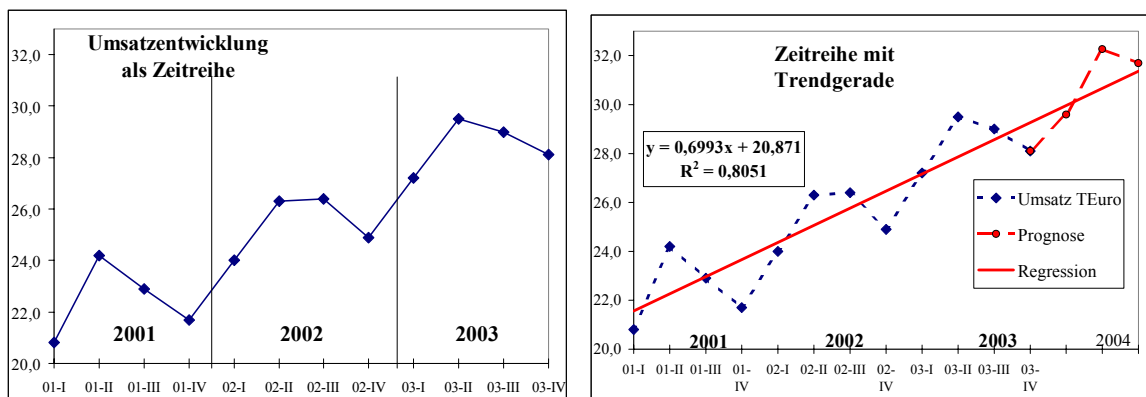 Umsatzentwicklung
als Zeitreihe
32,0
30,0
28,0
26,0
24,0
22,0
20,0
2001
2002
2003
01-I 01-II 01-III 01-IV 02-I 02-II 02-III 02-IV 03-I 03-II 03-III 03-IV
Zeitreihe mit
Trendgerade
32,0
30,0
28,0
26,0
24,0
22,0
20,0
y = 0,6993x + 20,871
R² = 0,8051
Umsatz TEuro
Prognose
Regression
2001
2002
2003
2004
01-I 01-II 01-III 01-
IV
02-I 02-II 02-III 02-
IV
03-I 03-II 03-III 03-
IV